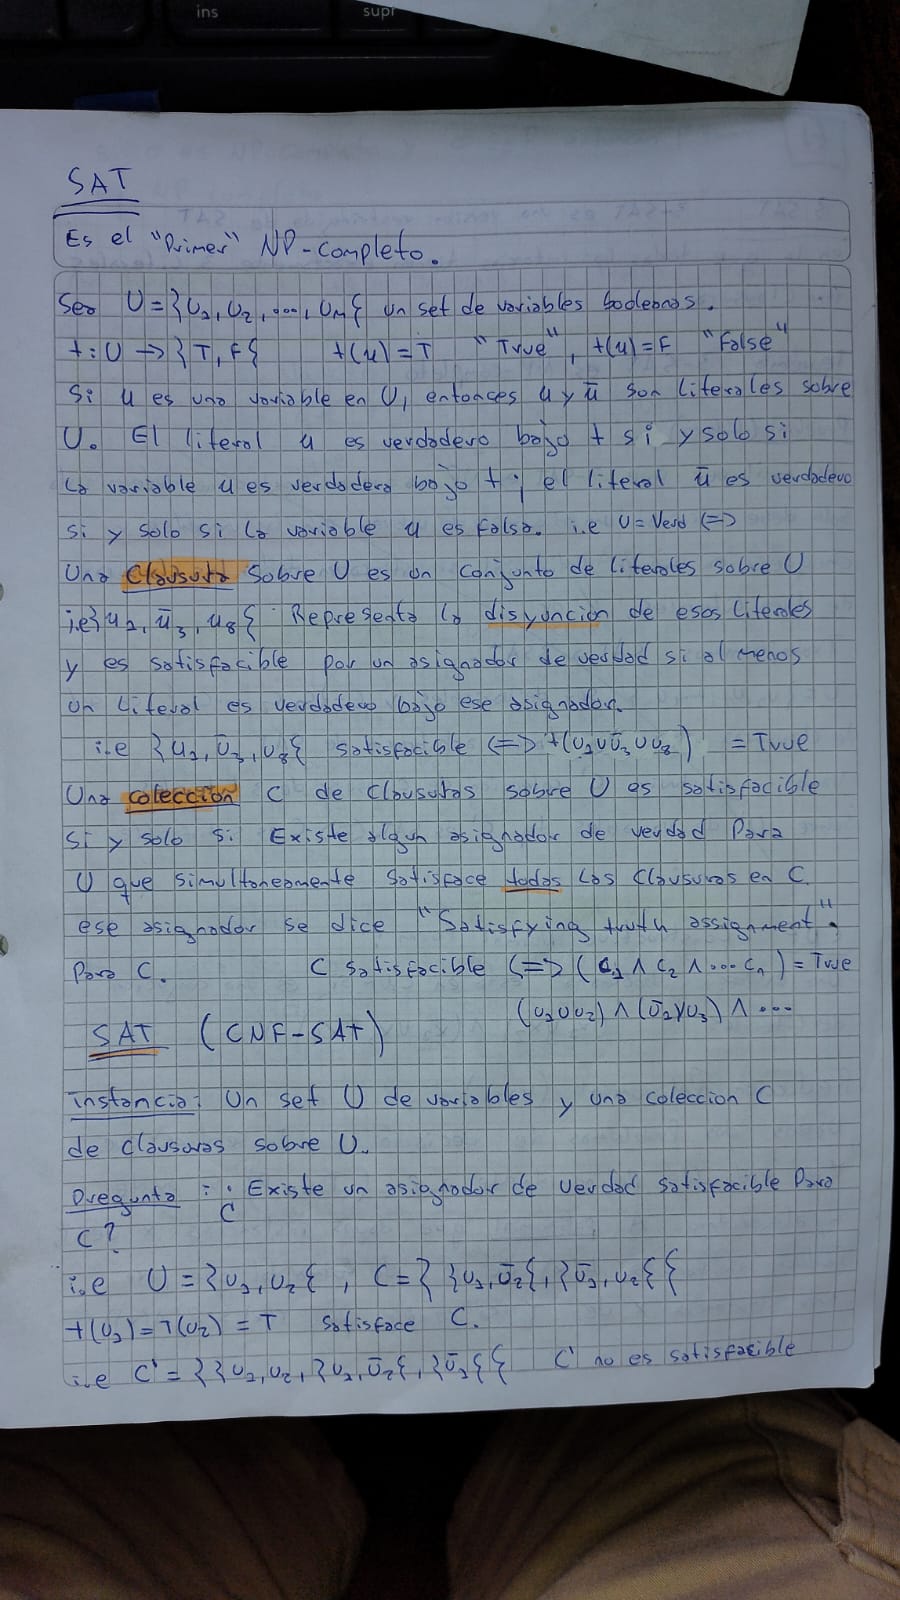 ins supr
SAT
Es el "Primer" NP-Completo.
Sea U = {u₁, u₂, ..., uₘ} un set de variables booleanas.
t: U → {T, F} t(u) = T "True", t(u) = F "False"
Si u es una variable en U, entonces u y ū son literales sobre
U. El literal u es verdadero bajo t si y solo si
La variable u es verdadera bajo t; el literal ū es verdadero
si y solo si la variable u es falsa. i.e U = Verd <=>
Una Clausula Sobre U es un Conjunto de literales sobre U
i.e {u₁, ū₃, u₈} Representa la disyuncion de esos literales
y es satisfacible por un asignador de verdad si al menos
un literal es verdadero bajo ese asignador.
i.e {u₁, ū₃, u₈} satisfacible <=> t(u₁ ∪ ū₃ ∪ u₈) = True
Una coleccion C de Clausulas sobre U es satisfacible
Si y solo si Existe algun asignador de verdad Para
U que simultaneamente satisface todas las Clausulas en C.
ese asignador se dice "Satisfying truth assignment".
Para C. C satisfacible <=> (C₁ ∧ C₂ ∧ ... Cₙ) = True
SAT (CNF-SAT) (u₁ ∪ u₂) ∧ (ū₂ ∨ u₃) ∧ ...
instancia: Un set U de variables y una coleccion C
de clausulas sobre U.
Pregunta: ¿Existe un asignador de verdad satisfacible Para
C?
i.e U = {u₁, u₂}, C = { {u₁, ū₂}, {ū₁, u₂} }
t(u₁) = T(u₂) = T satisface C.
i.e C' = { {u₁, u₂, {u₁, ū₂}, {ū₁} } C' no es satisfacible